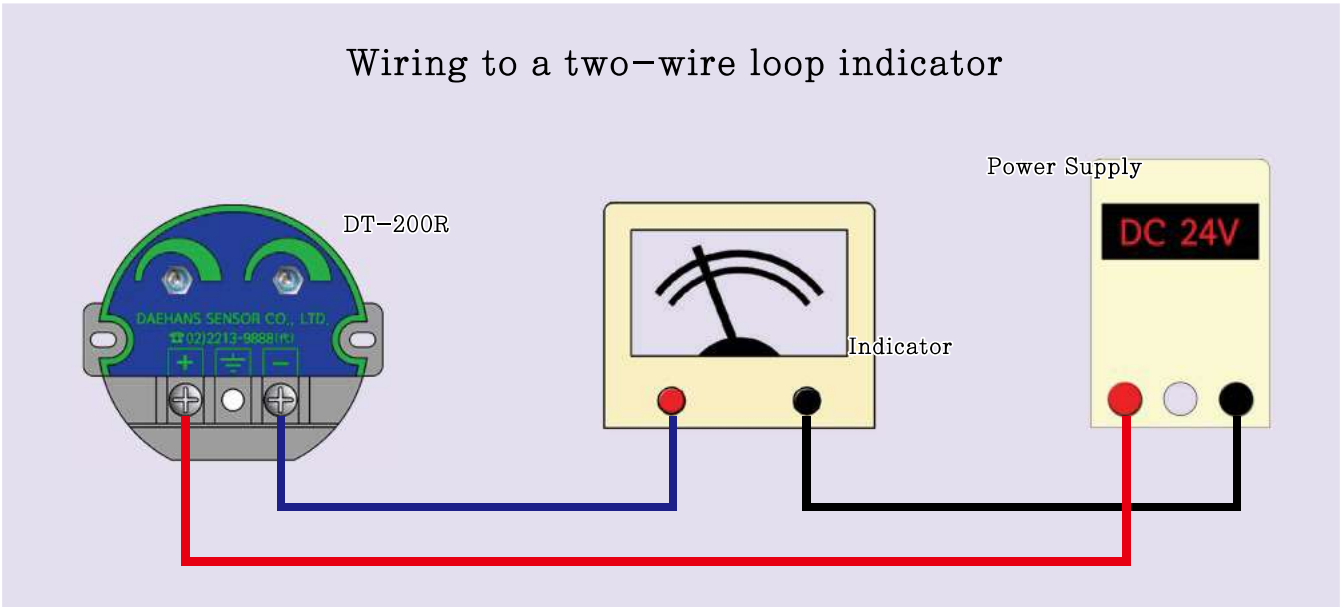 Wiring to a two-wire loop indicator
Power Supply
DT-200R
DC 24V
DAEHANS SENSOR CO., LTD.
☎02)2213-9888(代)
+ ⏚ −
Indicator